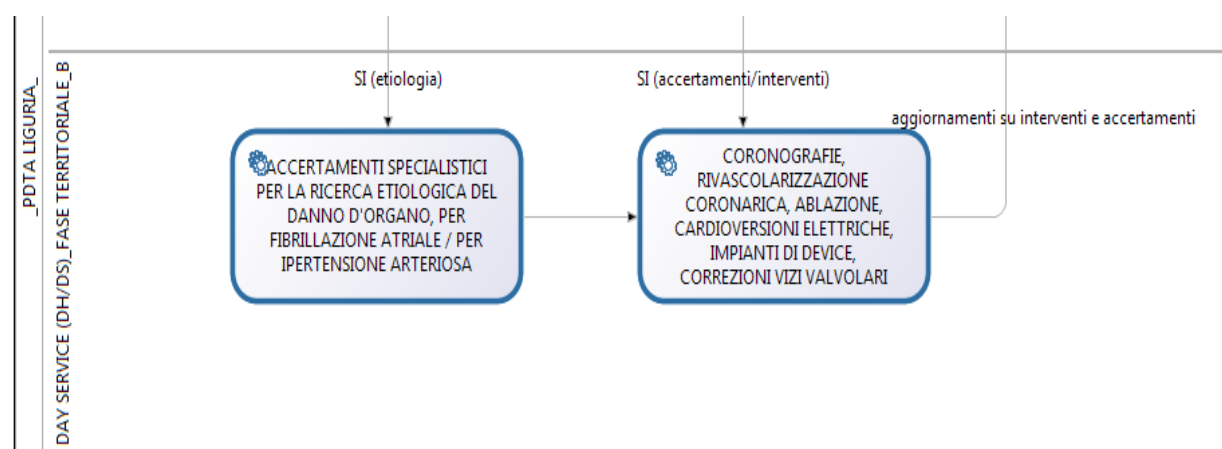 _PDTA LIGURIA_
DAY SERVICE (DH/DS)_FASE TERRITORIALE_B
SI (etiologia)
SI (accertamenti/interventi)
aggiornamenti su interventi e accertamenti
ACCERTAMENTI SPECIALISTICI
PER LA RICERCA ETIOLOGICA DEL
DANNO D'ORGANO, PER
FIBRILLAZIONE ATRIALE / PER
IPERTENSIONE ARTERIOSA
CORONOGRAFIE,
RIVASCOLARIZZAZIONE
CORONARICA, ABLAZIONE,
CARDIOVERSIONI ELETTRICHE,
IMPIANTI DI DEVICE,
CORREZIONI VIZI VALVOLARI